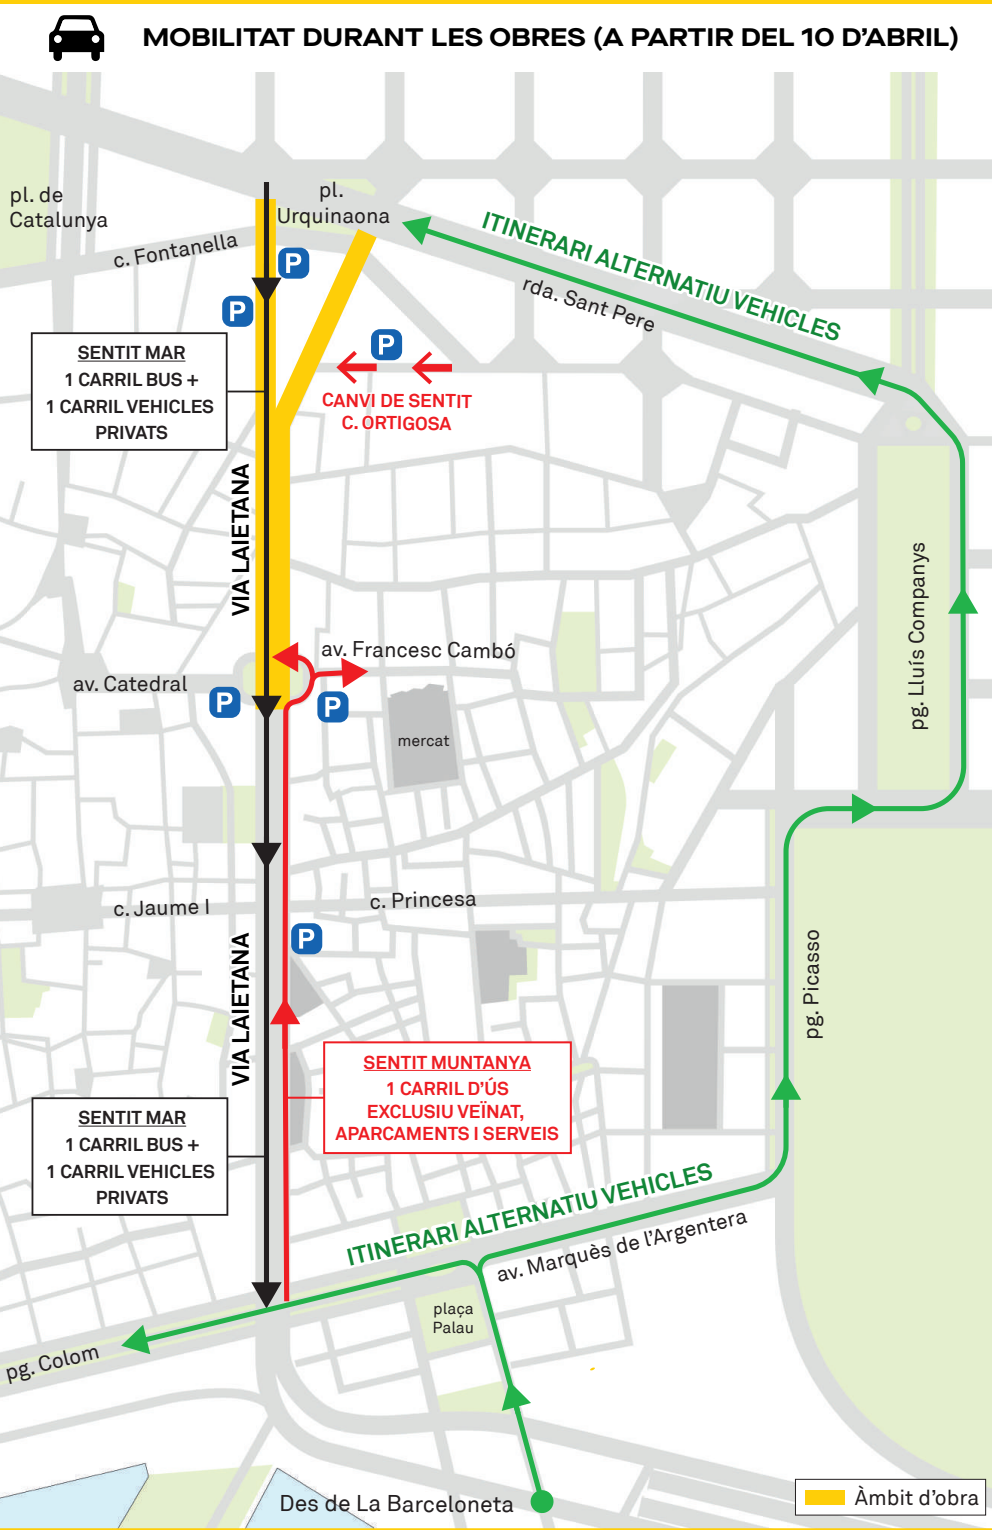 MOBILITAT DURANT LES OBRES (A PARTIR DEL 10 D'ABRIL)
pl. de
Catalunya
pl.
Urquinaona
c. Fontanella
P
P
ITINERARI ALTERNATIU VEHICLES
rda. Sant Pere
SENTIT MAR
1 CARRIL BUS +
1 CARRIL VEHICLES
PRIVATS
P
CANVI DE SENTIT
C. ORTIGOSA
VIA LAIETANA
pg. Lluís Companys
av. Francesc Cambó
av. Catedral
P
P
mercat
c. Jaume I
c. Princesa
P
VIA LAIETANA
pg. Picasso
SENTIT MUNTANYA
1 CARRIL D'ÚS
EXCLUSIU VEÏNAT,
APARCAMENTS I SERVEIS
SENTIT MAR
1 CARRIL BUS +
1 CARRIL VEHICLES
PRIVATS
ITINERARI ALTERNATIU VEHICLES
av. Marquès de l'Argentera
plaça
Palau
pg. Colom
Des de La Barceloneta
Àmbit d'obra